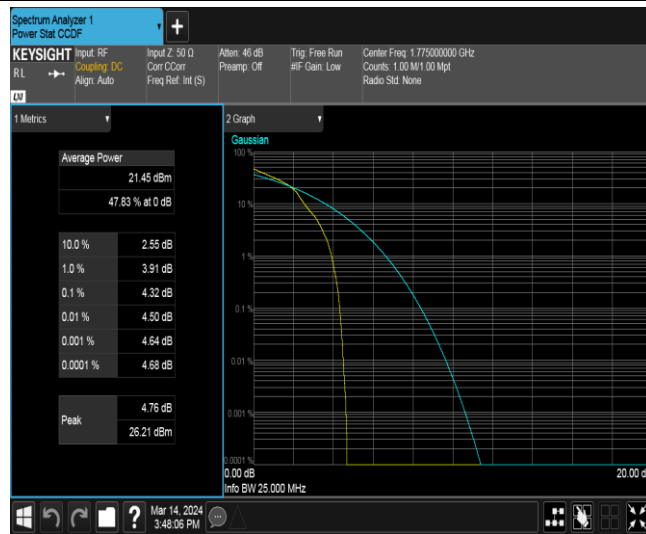 Spectrum Analyzer 1
Power Stat CCDF
+
KEYSIGHT
RL
LXI
Input: RF
Coupling: DC
Align: Auto
Input Z: 50 Ω
Corr CCorr
Freq Ref: Int (S)
Atten: 46 dB
Preamp: Off
Trig: Free Run
#IF Gain: Low
Center Freq: 1.775000000 GHz
Counts: 1.00 M/1.00 Mpt
Radio Std: None
1 Metrics
Average Power
21.45 dBm
47.83 % at 0 dB
10.0 % 2.55 dB
1.0 % 3.91 dB
0.1 % 4.32 dB
0.01 % 4.50 dB
0.001 % 4.64 dB
0.0001 % 4.68 dB
Peak
4.76 dB
26.21 dBm
2 Graph
Gaussian
100 %
10 %
1 %
0.1 %
0.01 %
0.001 %
0.0001 %
0.00 dB
20.00 d
Info BW 25.000 MHz
?
Mar 14, 2024
3:48:06 PM